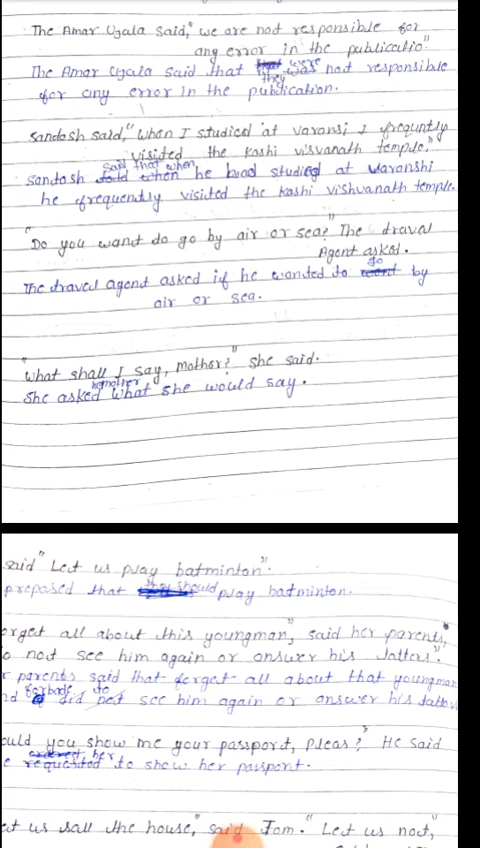 The Amar Ujala said, "we are not responsible for
any error in the publicatio."
The Amar Ujala said that they were not responsible
for any error in the publication.
Santosh said, "When I studied at varansi I frequntly
visited the Kashi visvanath temple."
Santosh said that when he had studied at Waronshi
he frequently visited the Kashi Vishvanath temple.
"Do you want to go by air or sea?" The travel
Agent asked.
The travel agent asked if he wanted to go by
air or sea.
"What shall I say, mother?" She said.
She asked her mother what she would say.
said "Let us play batminton".
preposed that they should play batminton.
orget all about this youngman," said her parents,
o not see him again or answer his latters".
r parents said that forget all about that youngman
nd forbade to see him again or answer his latters
ould you show me your passport, pleas?" He said
e requested her to show her passport.
et us sall the house," said Tom. "Let us not,"